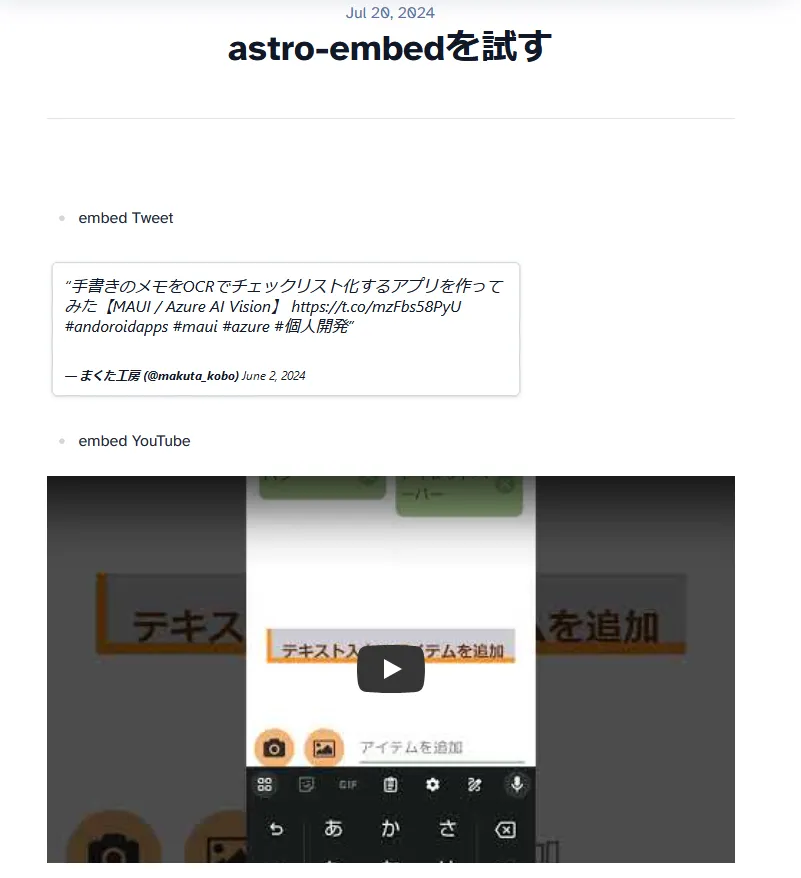 Jul 20, 2024
astro-embedを試す
embed Tweet
“手書きのメモをOCRでチェックリスト化するアプリを作って
みた【MAUI / Azure AI Vision】 https://t.co/mzFbs58PyU
#andoroidapps #maui #azure #個人開発”
— まくた工房 (@makuta_kobo) June 2, 2024
embed YouTube
ーパー
テキス
を追加
テキスト入
テムを追加
アイテムを追加
GIF
あ
か
さ